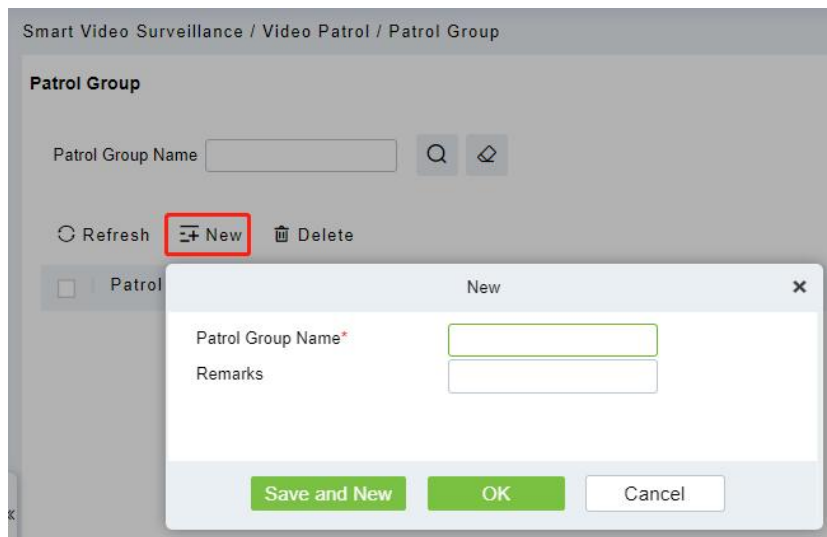 Smart Video Surveillance / Video Patrol / Patrol Group
Patrol Group
Patrol Group Name
Refresh New Delete
Patrol
New
Patrol Group Name*
Remarks
Save and New OK Cancel